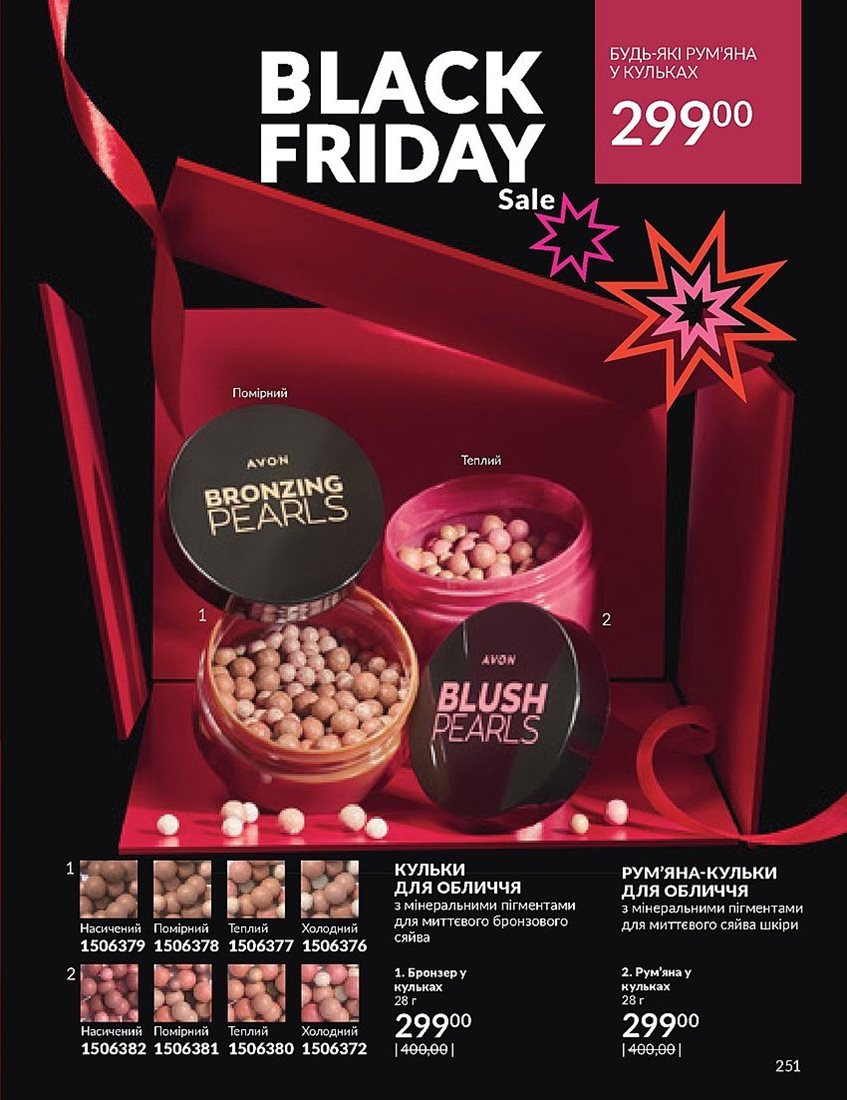 BLACK
FRIDAY
Sale
БУДЬ-ЯКІ РУМ'ЯНА
У КУЛЬКАХ
299⁰⁰
Помірний
Теплий
AVON
BRONZING
PEARLS
1
2
AVON
BLUSH
PEARLS
1
Насичений Помірний Теплий Холодний
1506379 1506378 1506377 1506376
2
Насичений Помірний Теплий Холодний
1506382 1506381 1506380 1506372
КУЛЬКИ
ДЛЯ ОБЛИЧЧЯ
з мінеральними пігментами
для миттєвого бронзового
сяйва
1. Бронзер у
кульках
28 г
299⁰⁰
|400,00|
РУМ'ЯНА-КУЛЬКИ
ДЛЯ ОБЛИЧЧЯ
з мінеральними пігментами
для миттєвого сяйва шкіри
2. Рум'яна у
кульках
28 г
299⁰⁰
|400,00|
251